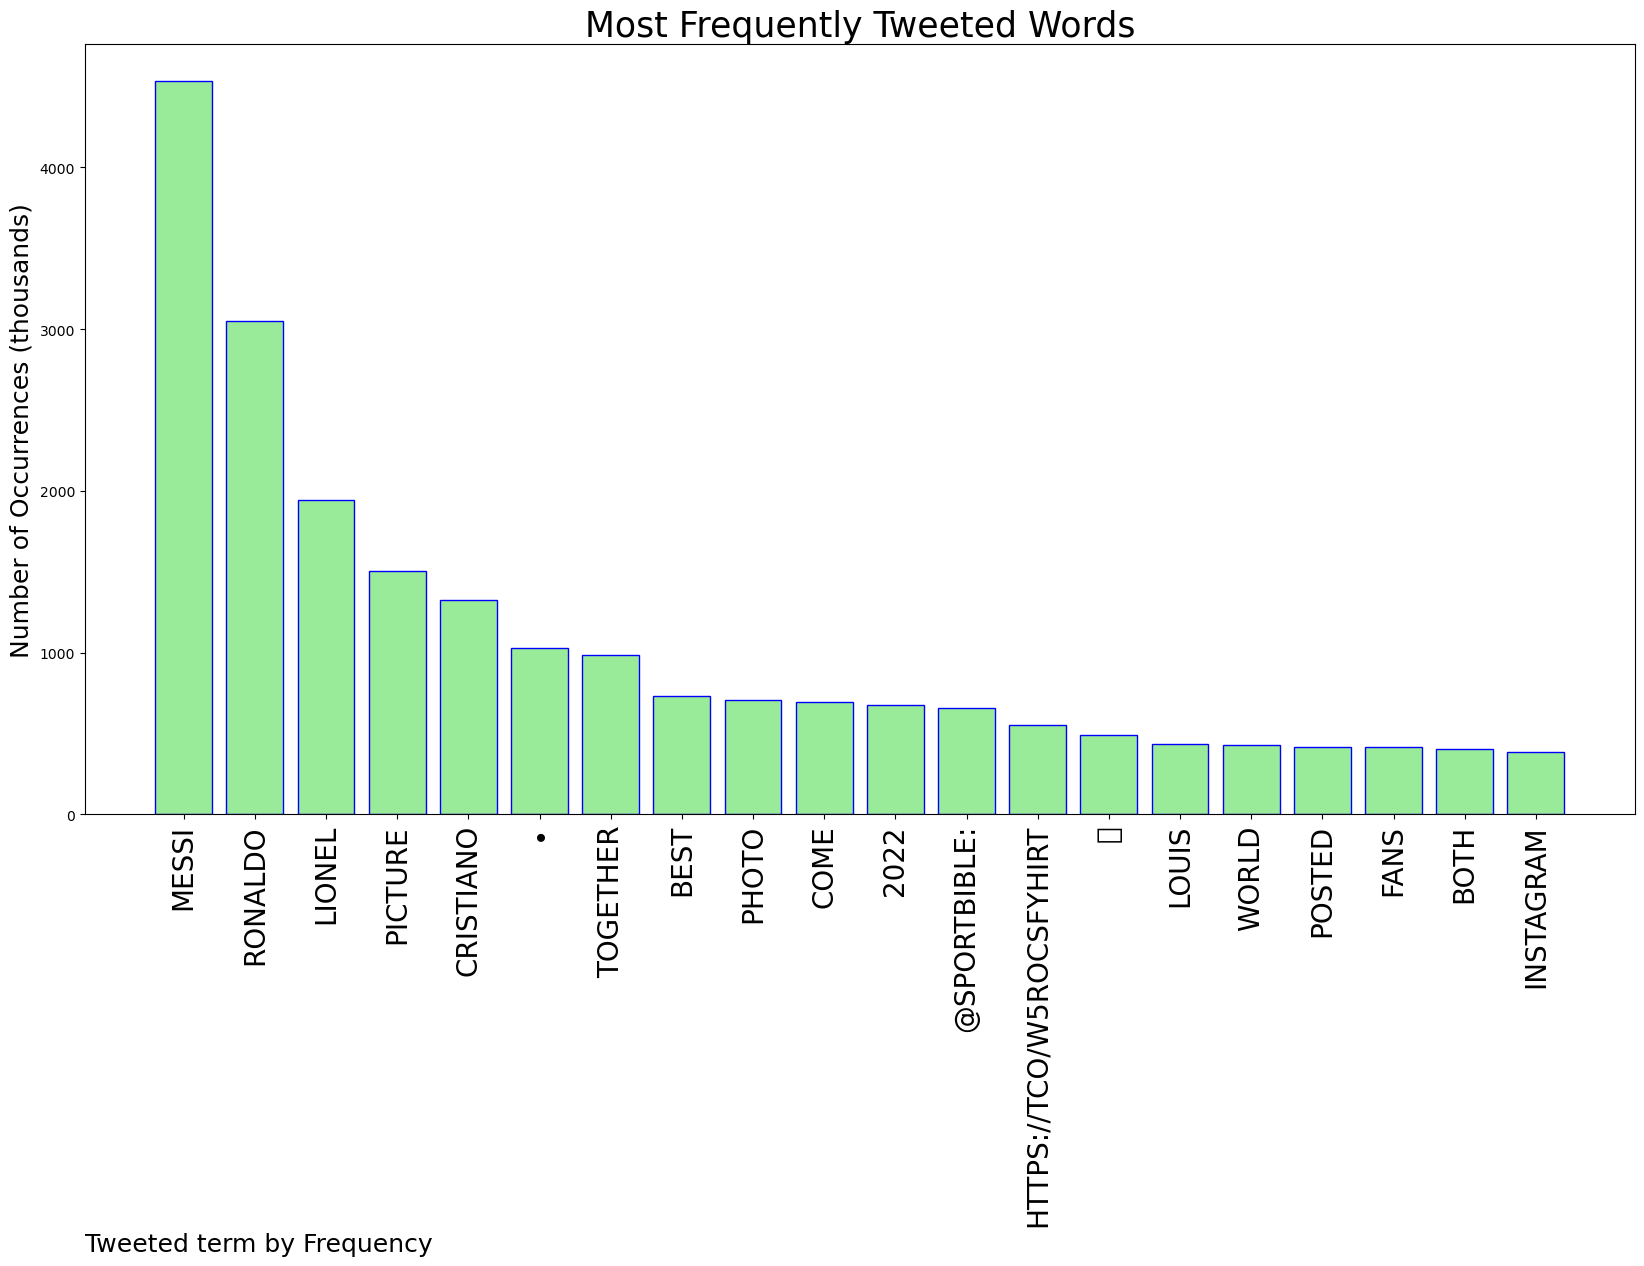 Most Frequently Tweeted Words
Number of Occurrences (thousands)
4000
3000
2000
1000
0
MESSI
RONALDO
LIONEL
PICTURE
CRISTIANO
•
TOGETHER
BEST
PHOTO
COME
2022
@SPORTBIBLE:
HTTPS://TCO/W5ROCSFYHIRT
▯
LOUIS
WORLD
POSTED
FANS
BOTH
INSTAGRAM
Tweeted term by Frequency